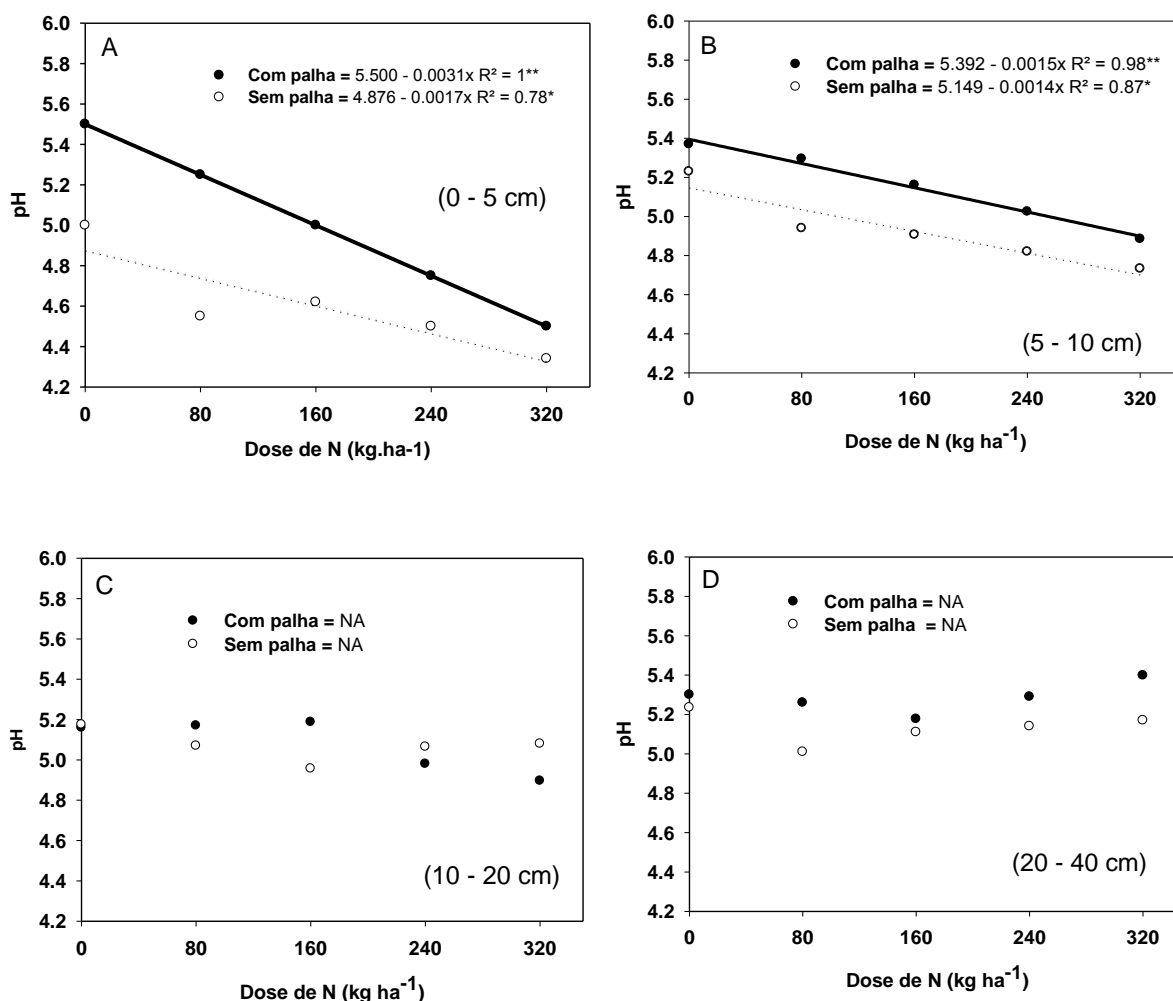 A
Com palha = 5.500 - 0.0031x R² = 1**
Sem palha = 4.876 - 0.0017x R² = 0.78*
(0 - 5 cm)
pH
6.0
5.8
5.6
5.4
5.2
5.0
4.8
4.6
4.4
4.2
0 80 160 240 320
Dose de N (kg.ha-1)
B
Com palha = 5.392 - 0.0015x R² = 0.98**
Sem palha = 5.149 - 0.0014x R² = 0.87*
(5 - 10 cm)
pH
6.0
5.8
5.6
5.4
5.2
5.0
4.8
4.6
4.4
4.2
0 80 160 240 320
Dose de N (kg ha⁻¹)
C
Com palha = NA
Sem palha = NA
(10 - 20 cm)
pH
6.0
5.8
5.6
5.4
5.2
5.0
4.8
4.6
4.4
4.2
0 80 160 240 320
Dose de N (kg ha⁻¹)
D
Com palha = NA
Sem palha = NA
(20 - 40 cm)
pH
6.0
5.8
5.6
5.4
5.2
5.0
4.8
4.6
4.4
4.2
0 80 160 240 320
Dose de N (kg ha⁻¹)